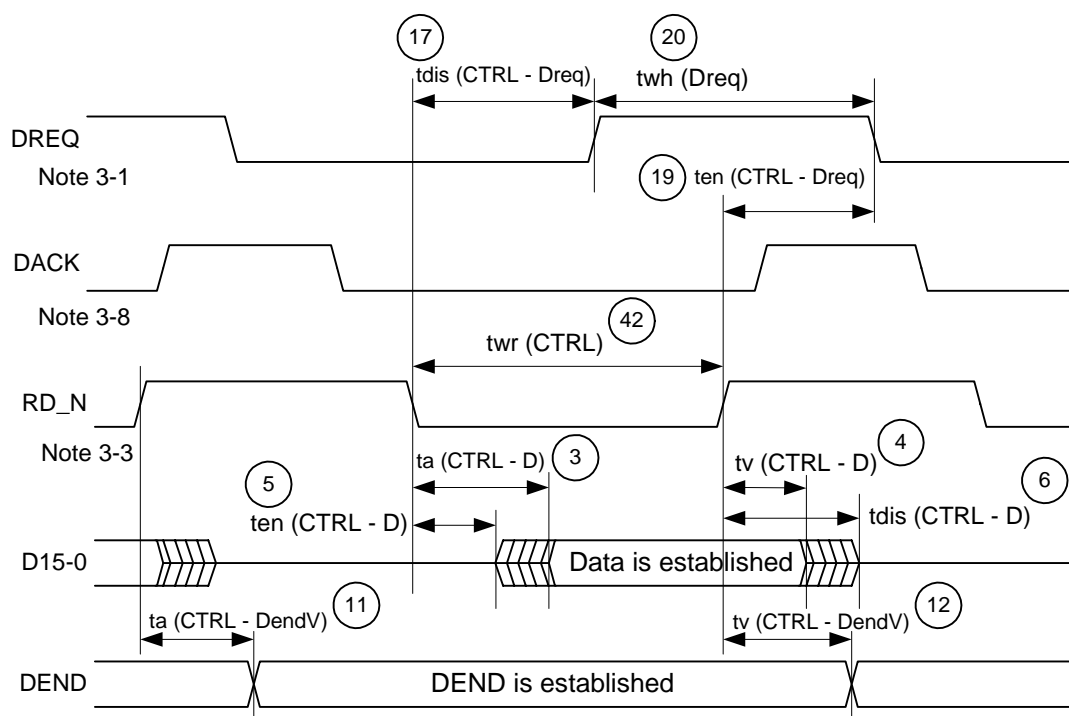 17
20
tdis (CTRL - Dreq)
twh (Dreq)
DREQ
Note 3-1
19
ten (CTRL - Dreq)
DACK
Note 3-8
42
twr (CTRL)
RD_N
Note 3-3
ta (CTRL - D)
3
tv (CTRL - D)
4
5
ten (CTRL - D)
tdis (CTRL - D)
6
D15-0
Data is established
ta (CTRL - DendV)
11
tv (CTRL - DendV)
12
DEND
DEND is established